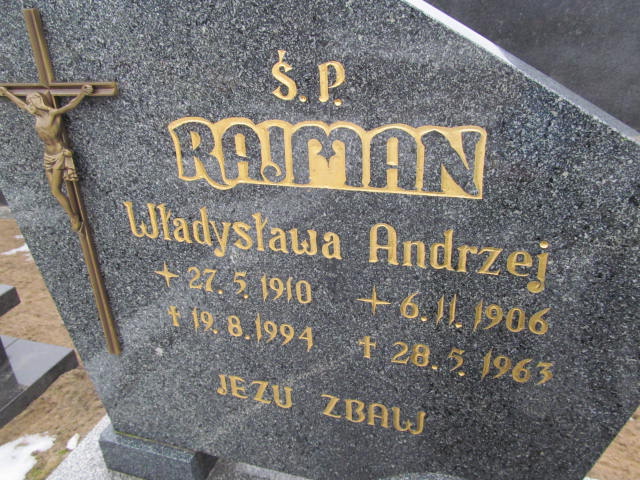 Ś. P.
RAJMAN
Władysława Andrzej
27. 5. 1910 6. 11. 1906
† 19. 8. 1994 † 28. 5. 1963
JEZU ZBAW